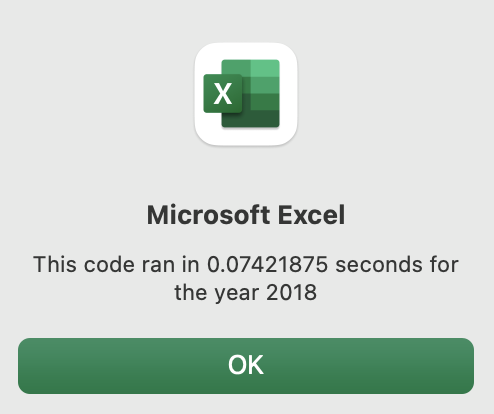 X
Microsoft Excel
This code ran in 0.07421875 seconds for
the year 2018
OK